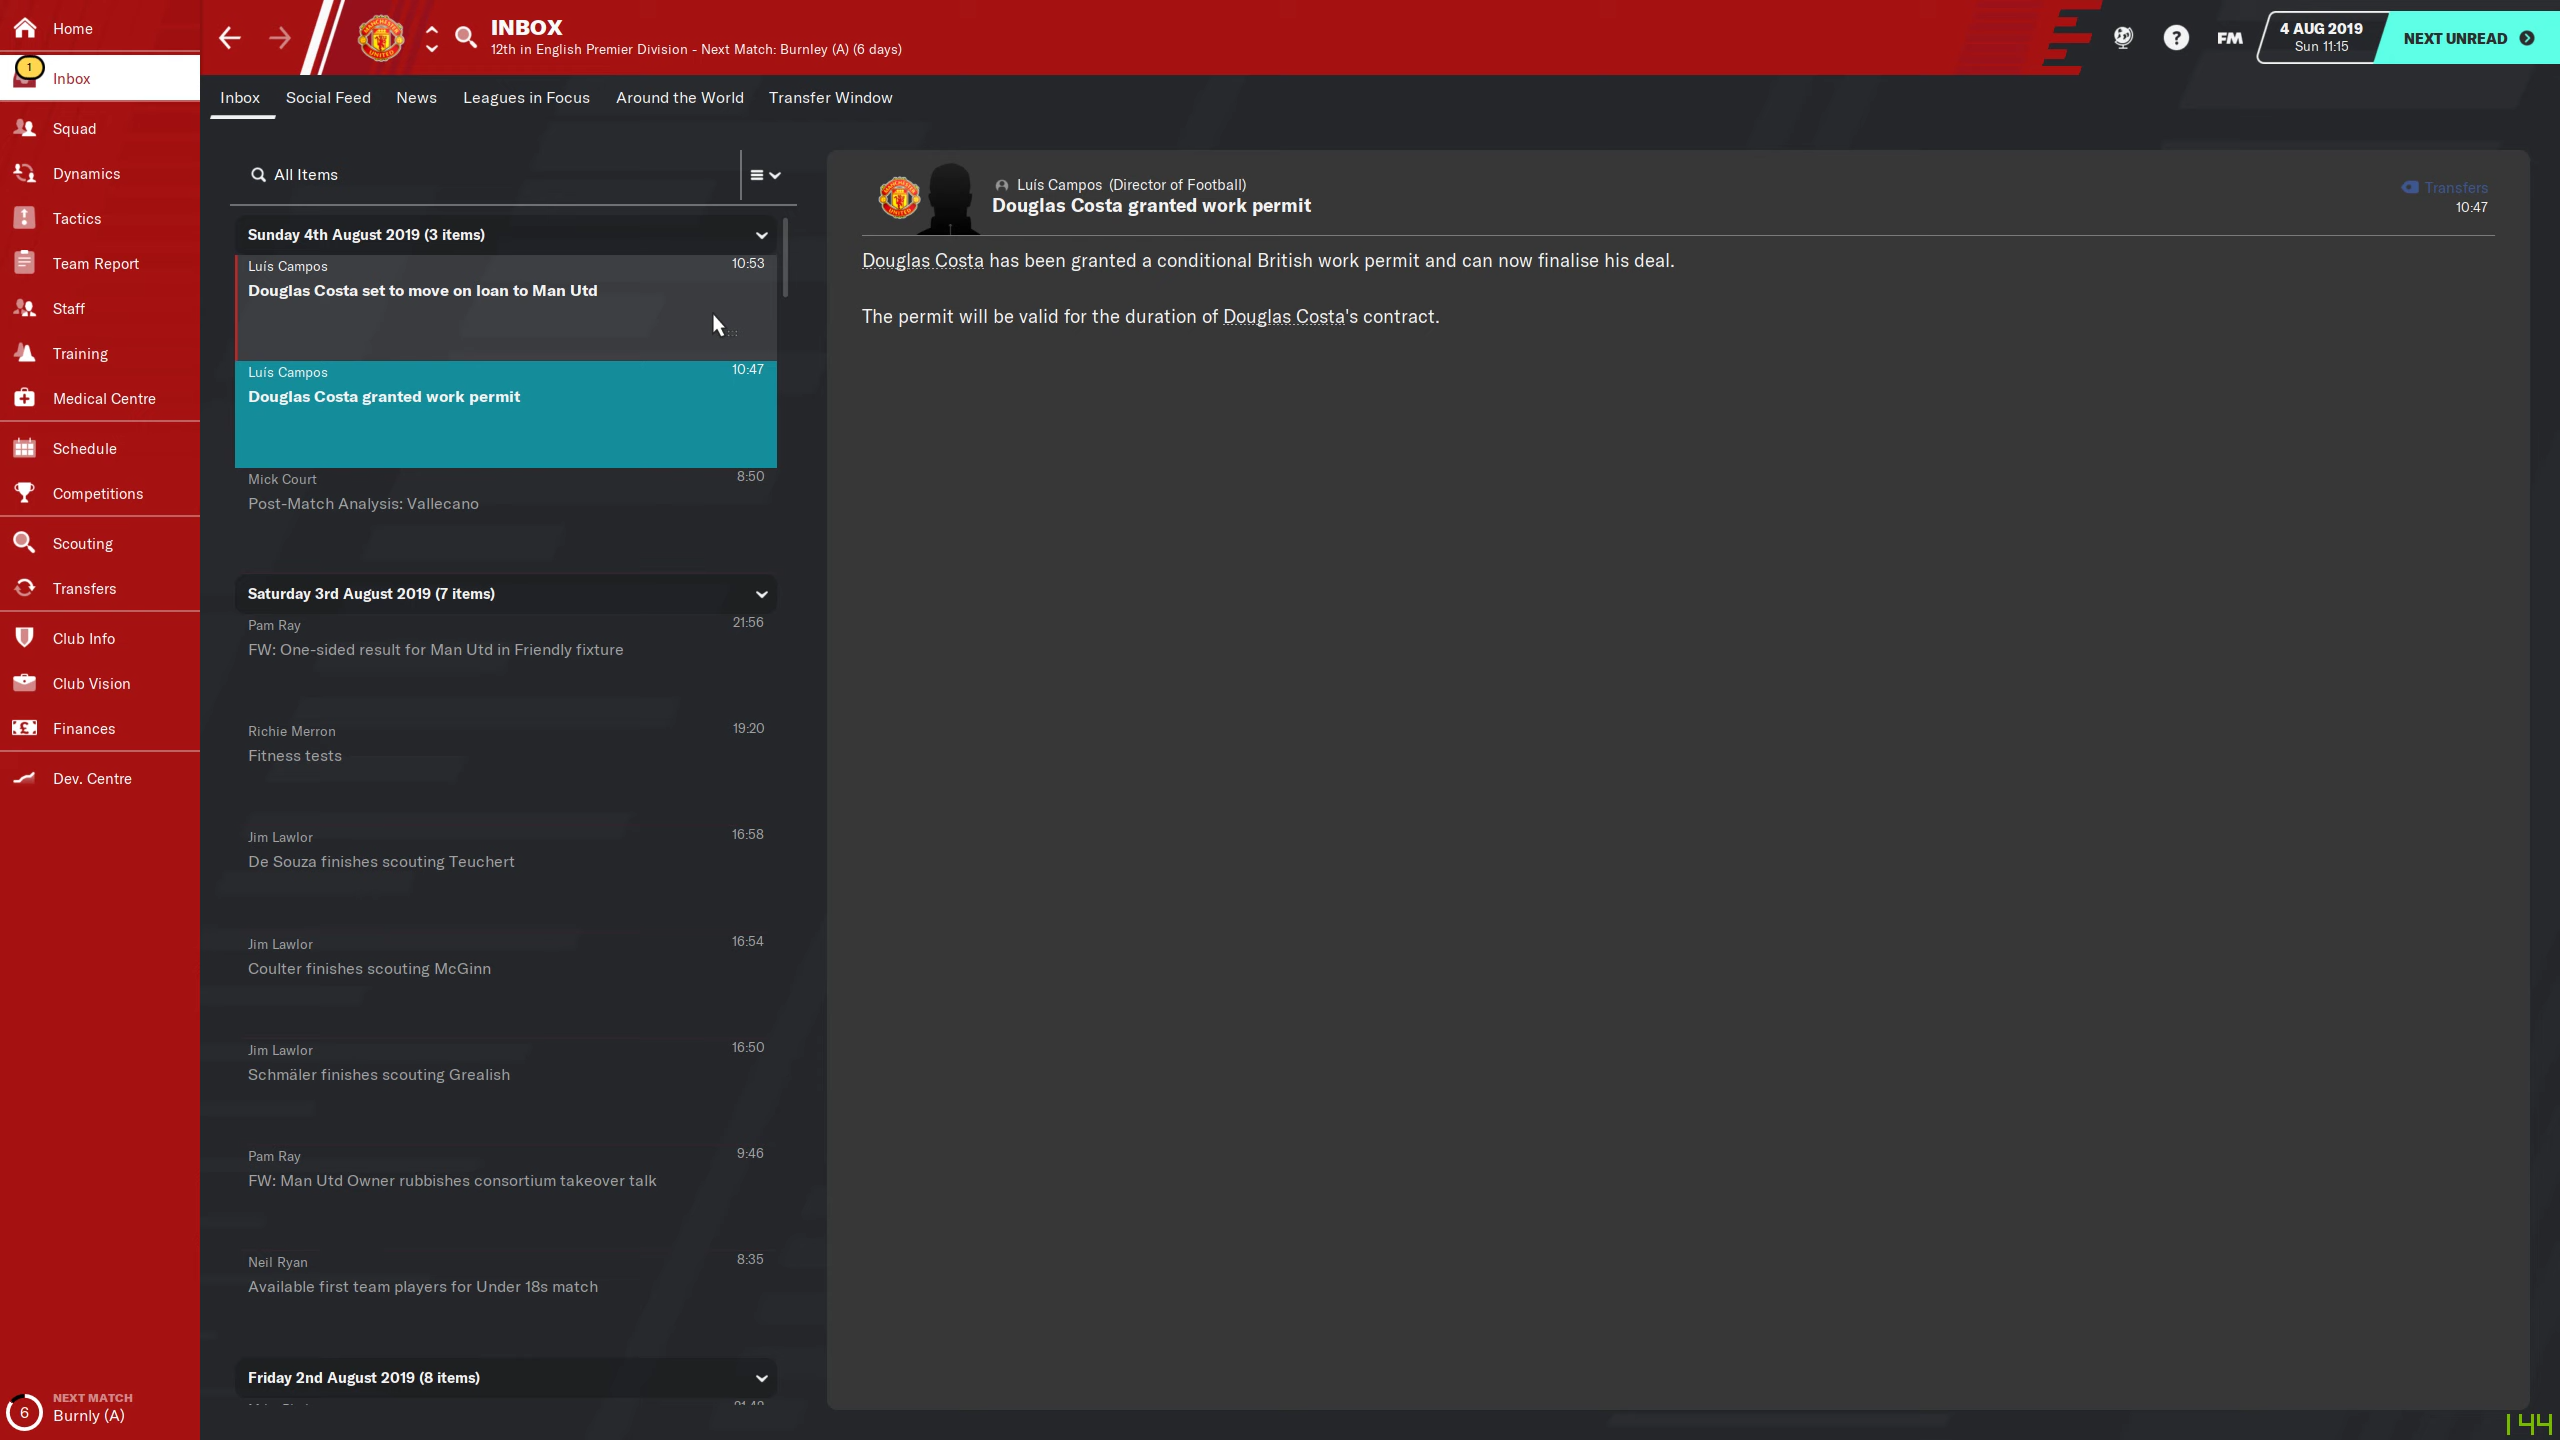 Home
1
Inbox
Squad
Dynamics
Tactics
Team Report
Staff
Training
Medical Centre
Schedule
Competitions
Scouting
Transfers
Club Info
Club Vision
Finances
Dev. Centre
NEXT MATCH
6
Burnly (A)
INBOX
12th in English Premier Division - Next Match: Burnley (A) (6 days)
FM
4 AUG 2019
Sun 11:15
NEXT UNREAD
Inbox
Social Feed
News
Leagues in Focus
Around the World
Transfer Window
All Items
Sunday 4th August 2019 (3 items)
Luís Campos 10:53
Douglas Costa set to move on loan to Man Utd
Luís Campos 10:47
Douglas Costa granted work permit
Mick Court 8:50
Post-Match Analysis: Vallecano
Saturday 3rd August 2019 (7 items)
Pam Ray 21:56
FW: One-sided result for Man Utd in Friendly fixture
Richie Merron 19:20
Fitness tests
Jim Lawlor 16:58
De Souza finishes scouting Teuchert
Jim Lawlor 16:54
Coulter finishes scouting McGinn
Jim Lawlor 16:50
Schmäler finishes scouting Grealish
Pam Ray 9:46
FW: Man Utd Owner rubbishes consortium takeover talk
Neil Ryan 8:35
Available first team players for Under 18s match
Friday 2nd August 2019 (8 items)
Luís Campos (Director of Football)
Douglas Costa granted work permit
Transfers
10:47
Douglas Costa has been granted a conditional British work permit and can now finalise his deal.
The permit will be valid for the duration of Douglas Costa's contract.
144